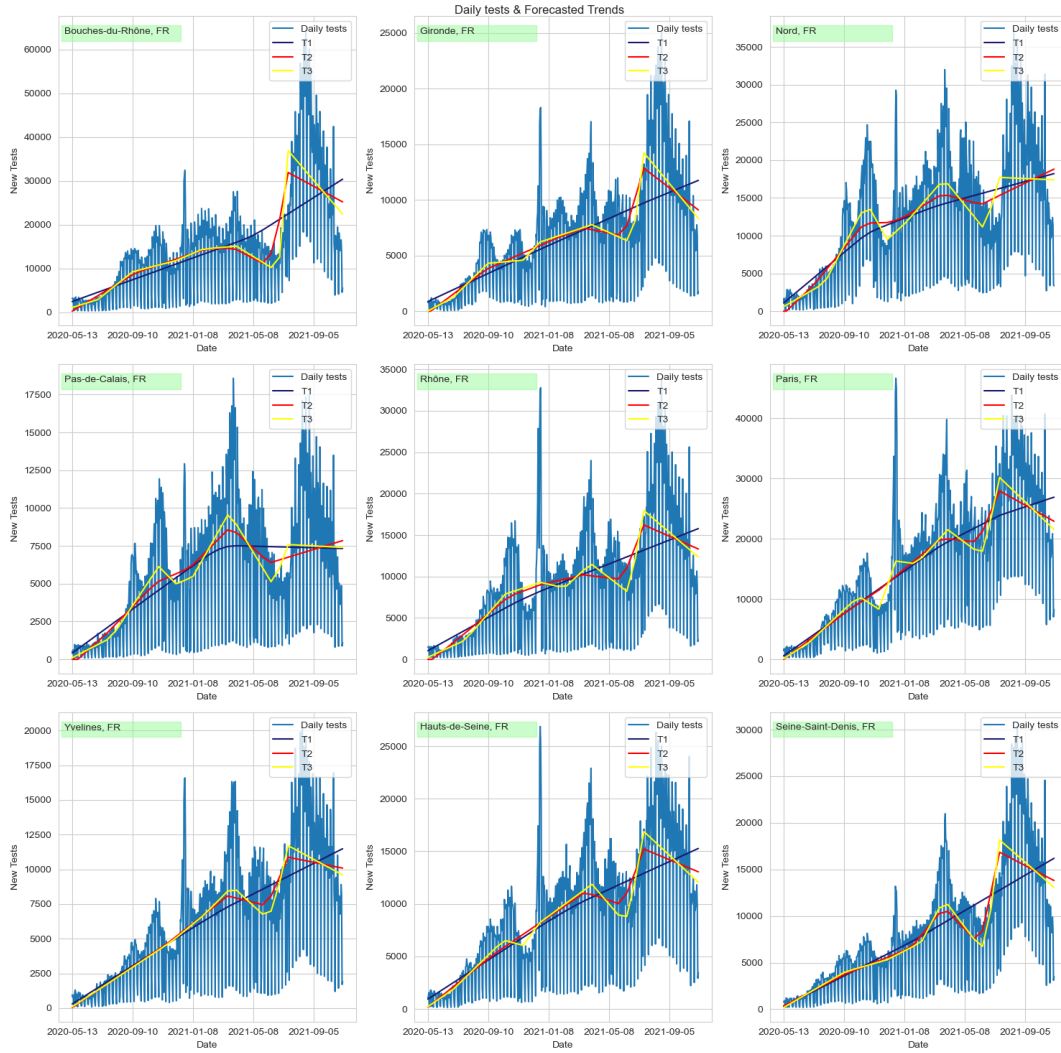 Daily tests & Forecasted Trends
Bouches-du-Rhône, FR
Daily tests
T1
T2
T3
New Tests
60000
50000
40000
30000
20000
10000
0
2020-05-13 2020-09-10 2021-01-08 2021-05-08 2021-09-05
Date
Gironde, FR
Daily tests
T1
T2
T3
New Tests
25000
20000
15000
10000
5000
0
2020-05-13 2020-09-10 2021-01-08 2021-05-08 2021-09-05
Date
Nord, FR
Daily tests
T1
T2
T3
New Tests
35000
30000
25000
20000
15000
10000
5000
0
2020-05-13 2020-09-10 2021-01-08 2021-05-08 2021-09-05
Date
Pas-de-Calais, FR
Daily tests
T1
T2
T3
New Tests
17500
15000
12500
10000
7500
5000
2500
0
2020-05-13 2020-09-10 2021-01-08 2021-05-08 2021-09-05
Date
Rhône, FR
Daily tests
T1
T2
T3
New Tests
35000
30000
25000
20000
15000
10000
5000
0
2020-05-13 2020-09-10 2021-01-08 2021-05-08 2021-09-05
Date
Paris, FR
Daily tests
T1
T2
T3
New Tests
40000
30000
20000
10000
0
2020-05-13 2020-09-10 2021-01-08 2021-05-08 2021-09-05
Date
Yvelines, FR
Daily tests
T1
T2
T3
New Tests
20000
17500
15000
12500
10000
7500
5000
2500
0
2020-05-13 2020-09-10 2021-01-08 2021-05-08 2021-09-05
Date
Hauts-de-Seine, FR
Daily tests
T1
T2
T3
New Tests
25000
20000
15000
10000
5000
0
2020-05-13 2020-09-10 2021-01-08 2021-05-08 2021-09-05
Date
Seine-Saint-Denis, FR
Daily tests
T1
T2
T3
New Tests
30000
25000
20000
15000
10000
5000
0
2020-05-13 2020-09-10 2021-01-08 2021-05-08 2021-09-05
Date